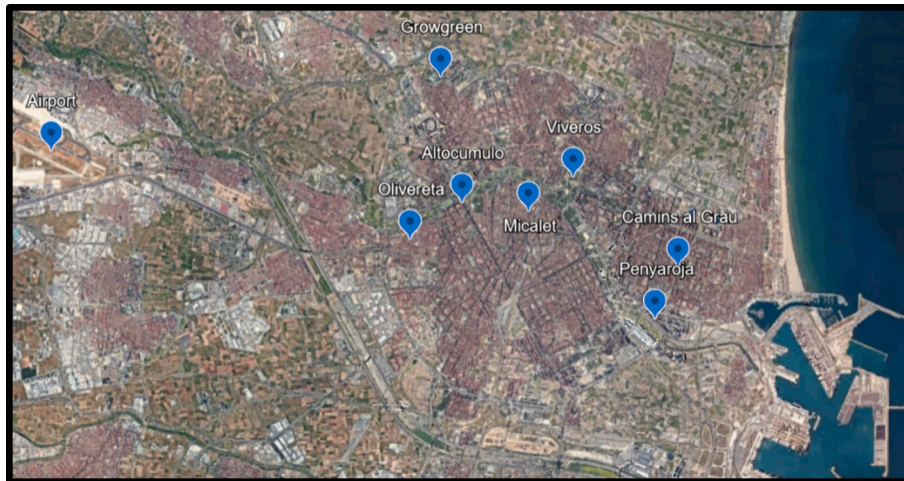 Growgreen
Airport
Viveros
Altocumulo
Olivereta
Micalet
Camins al Grau
Penyaroja